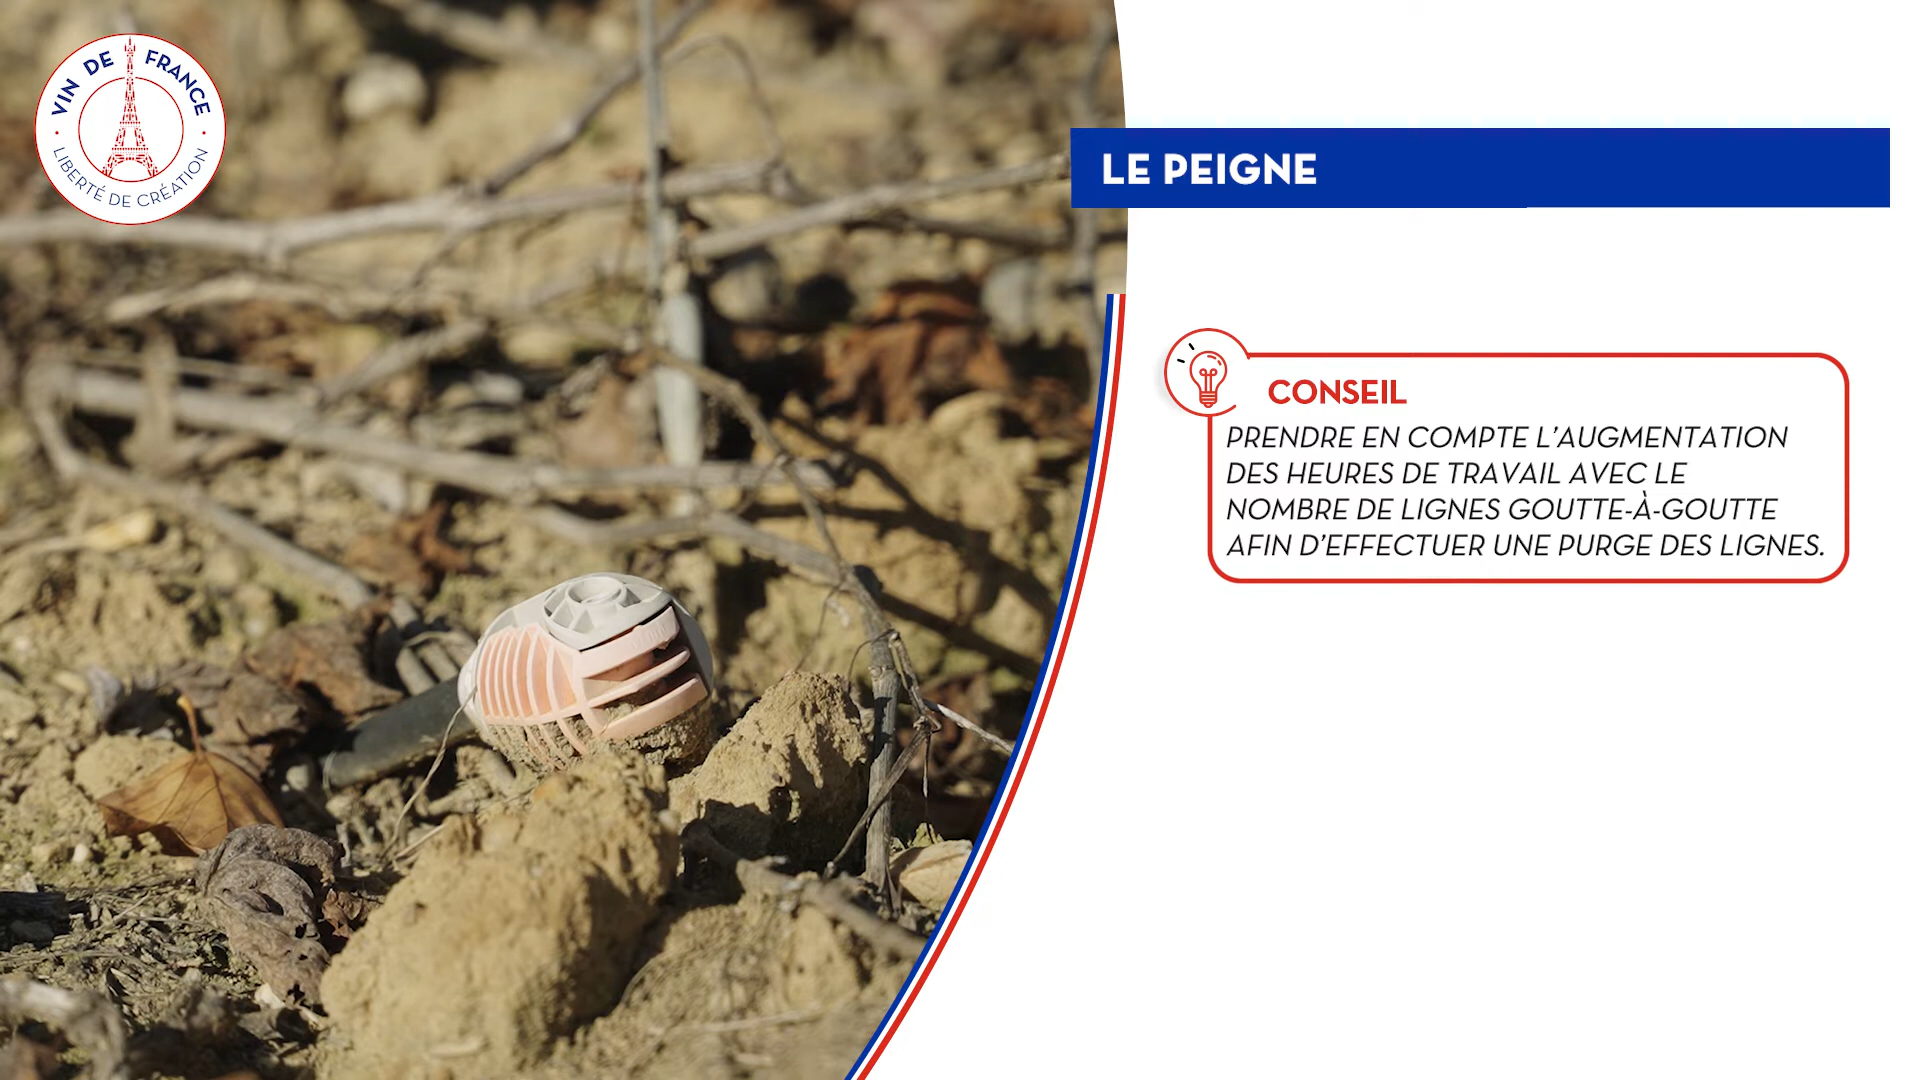 VIN DE FRANCE
LIBERTÉ DE CRÉATION
LE PEIGNE
CONSEIL
PRENDRE EN COMPTE L'AUGMENTATION
DES HEURES DE TRAVAIL AVEC LE
NOMBRE DE LIGNES GOUTTE-À-GOUTTE
AFIN D'EFFECTUER UNE PURGE DES LIGNES.